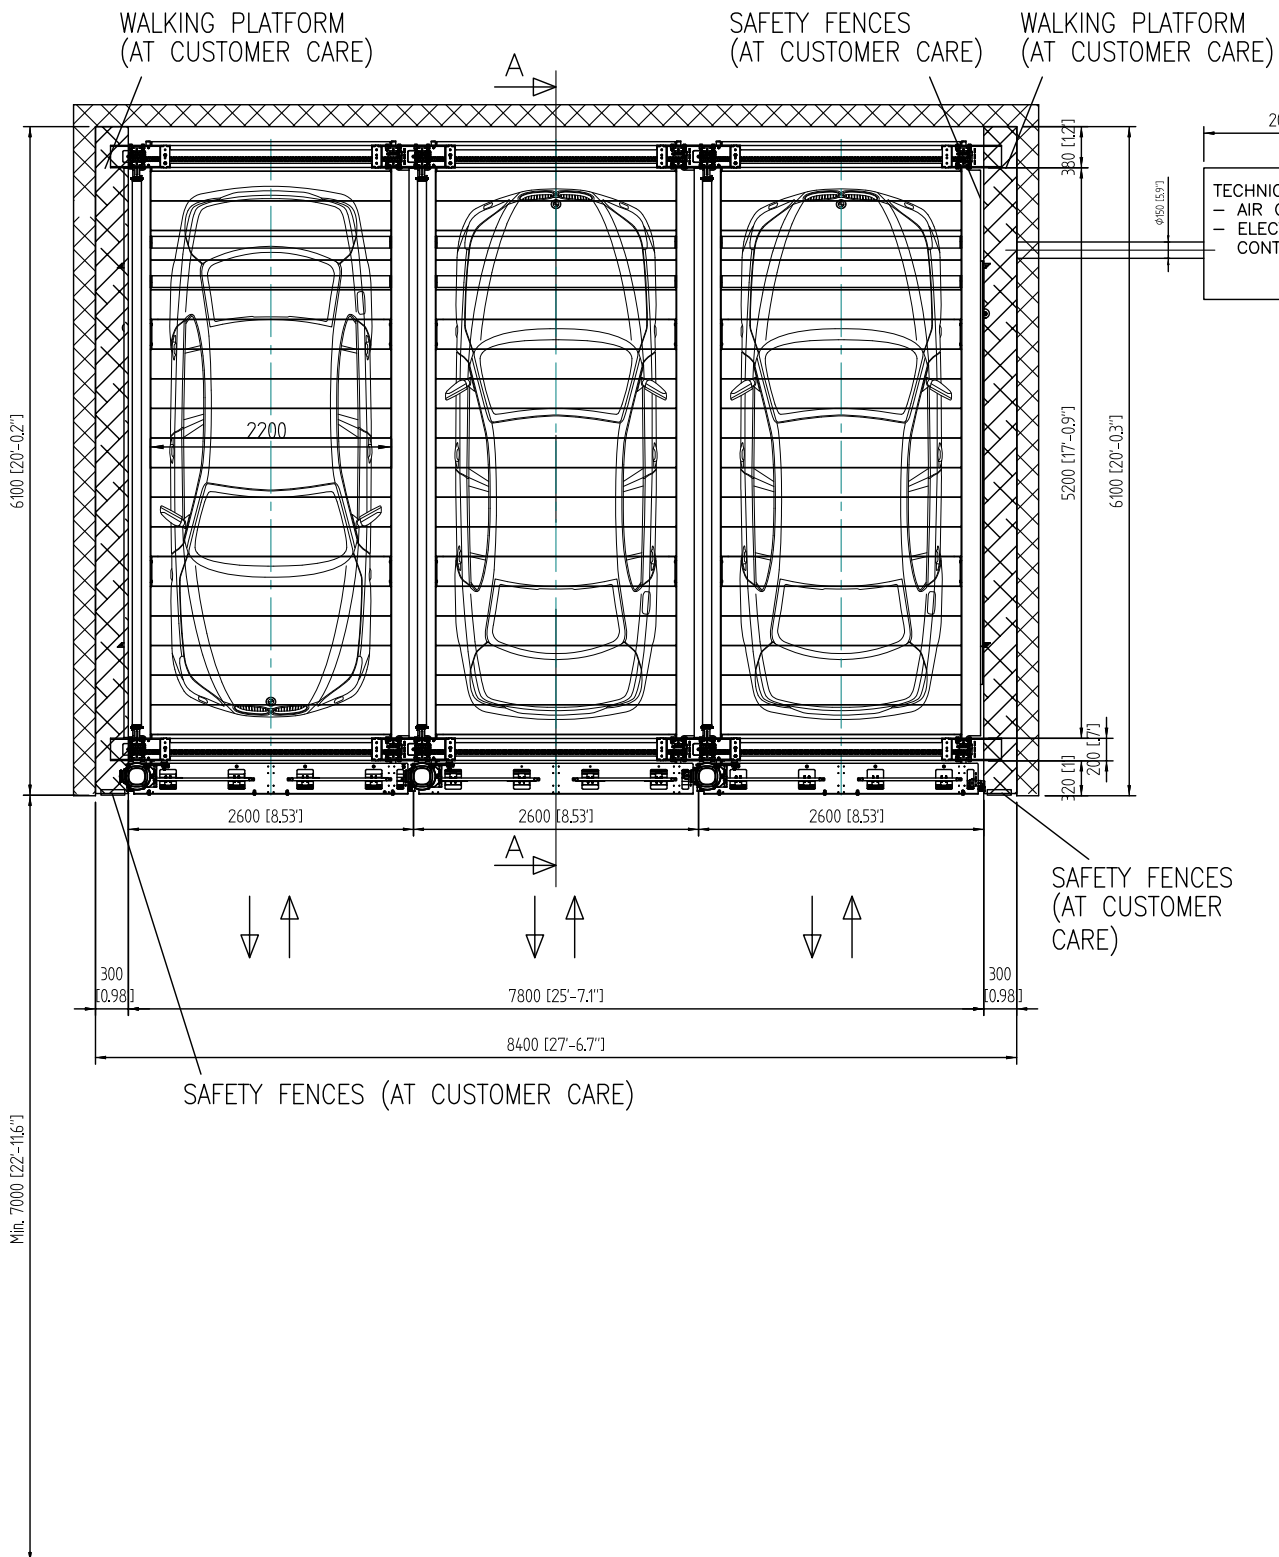 WALKING PLATFORM
(AT CUSTOMER CARE)
SAFETY FENCES
(AT CUSTOMER CARE)
WALKING PLATFORM
(AT CUSTOMER CARE)
A
380 [1.2']
Ø150 [5.9"]
TECHNIC
- AIR C
- ELECT
CONT
2200
6100 [20'-0.2"]
5200 [17'-0.9"]
6100 [20'-0.3"]
200 [.7']
320 [1']
2600 [8.53']
2600 [8.53']
2600 [8.53']
A
SAFETY FENCES
(AT CUSTOMER
CARE)
300
[0.98']
7800 [25'-7.1"]
300
[0.98']
8400 [27'-6.7"]
SAFETY FENCES (AT CUSTOMER CARE)
Min. 7000 [22'-11.6"]